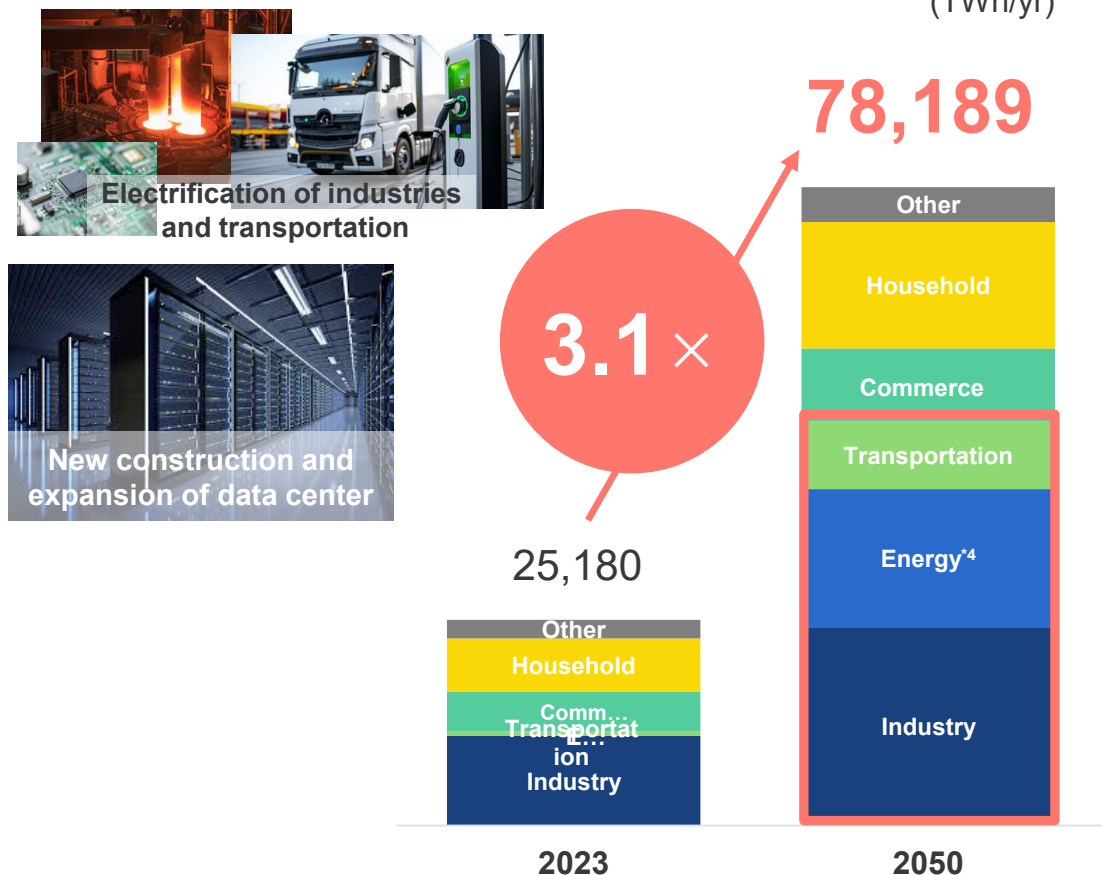 (TWh/yr)
78,189
Electrification of industries
and transportation
New construction and
expansion of data center
3.1×
25,180
Other
Household
Commerce
Transportation
Energy*4
Industry
Other
Household
Comm…
Transportat
E…
ion
Industry
2023
2050